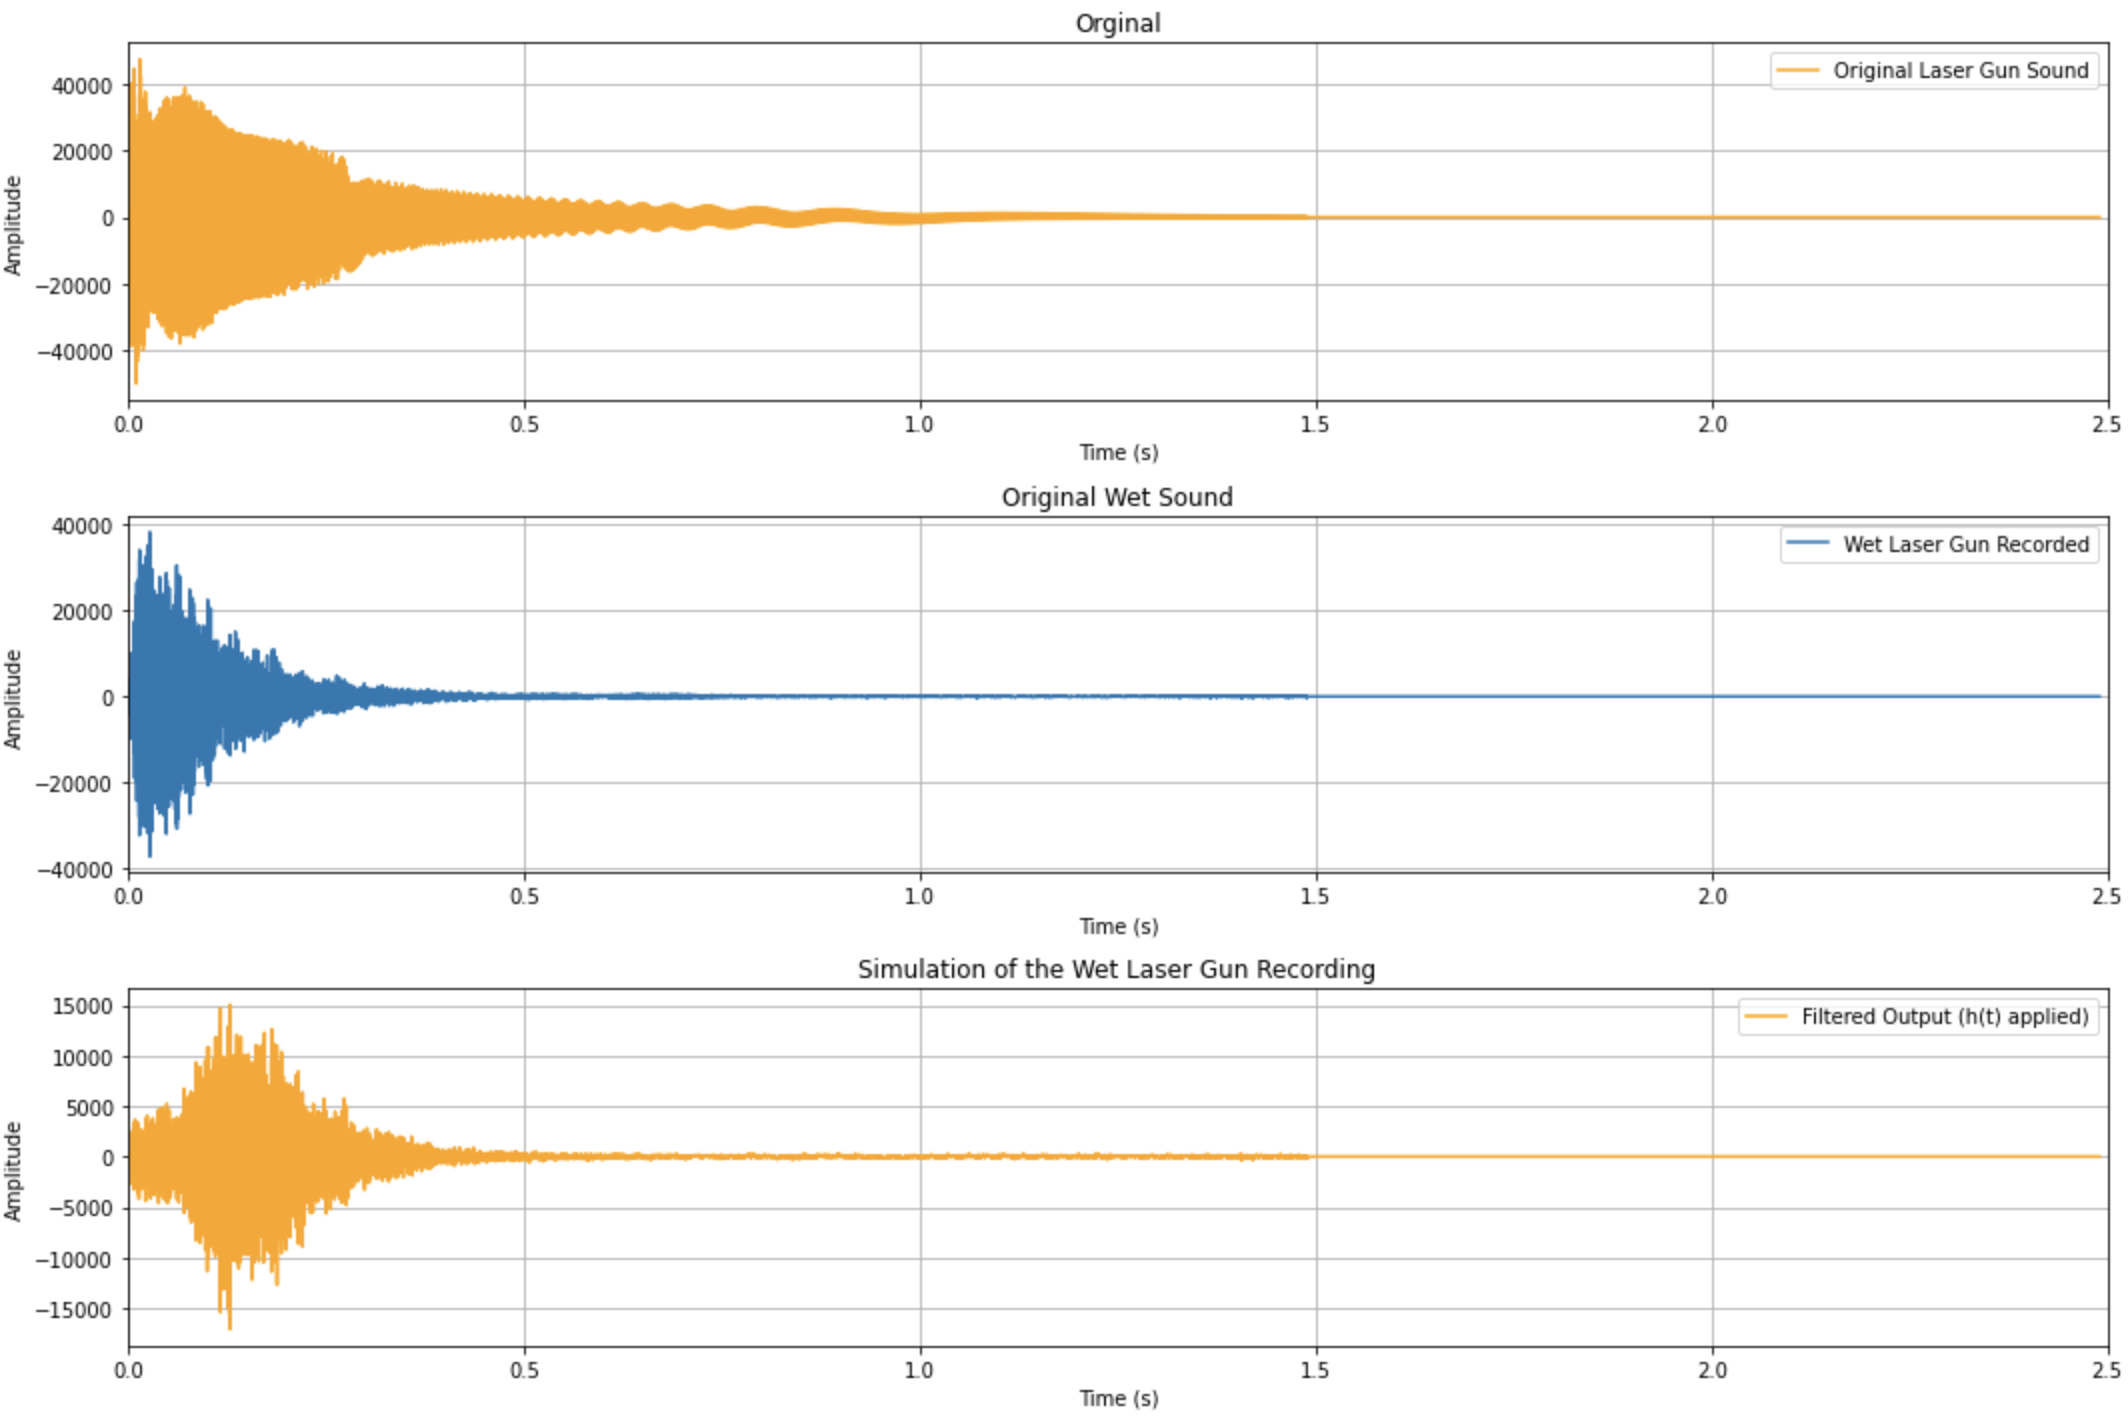 Orginal
Original Laser Gun Sound
40000
20000
0
−20000
−40000
Amplitude
0.0 0.5 1.0 1.5 2.0 2.5
Time (s)
Original Wet Sound
Wet Laser Gun Recorded
40000
20000
0
−20000
−40000
Amplitude
0.0 0.5 1.0 1.5 2.0 2.5
Time (s)
Simulation of the Wet Laser Gun Recording
Filtered Output (h(t) applied)
15000
10000
5000
0
−5000
−10000
−15000
Amplitude
0.0 0.5 1.0 1.5 2.0 2.5
Time (s)